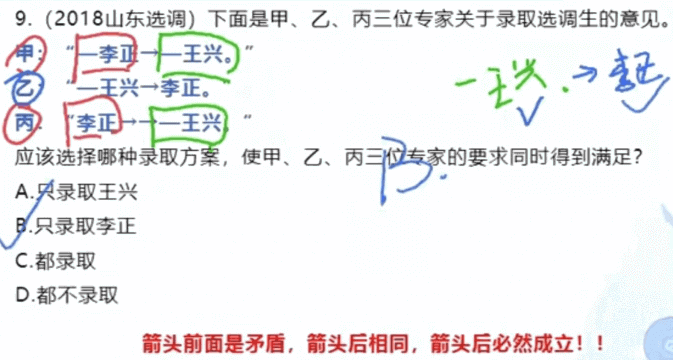 9.（2018山东选调）下面是甲、乙、丙三位专家关于录取选调生的意见。
甲：“—李正→—王兴。”
乙：“—王兴→李正。” —王兴.→李正
丙：“李正→—王兴。”
应该选择哪种录取方案，使甲、乙、丙三位专家的要求同时得到满足？
B.
A.只录取王兴
B.只录取李正
C.都录取
D.都不录取
箭头前面是矛盾，箭头后相同，箭头后必然成立！！